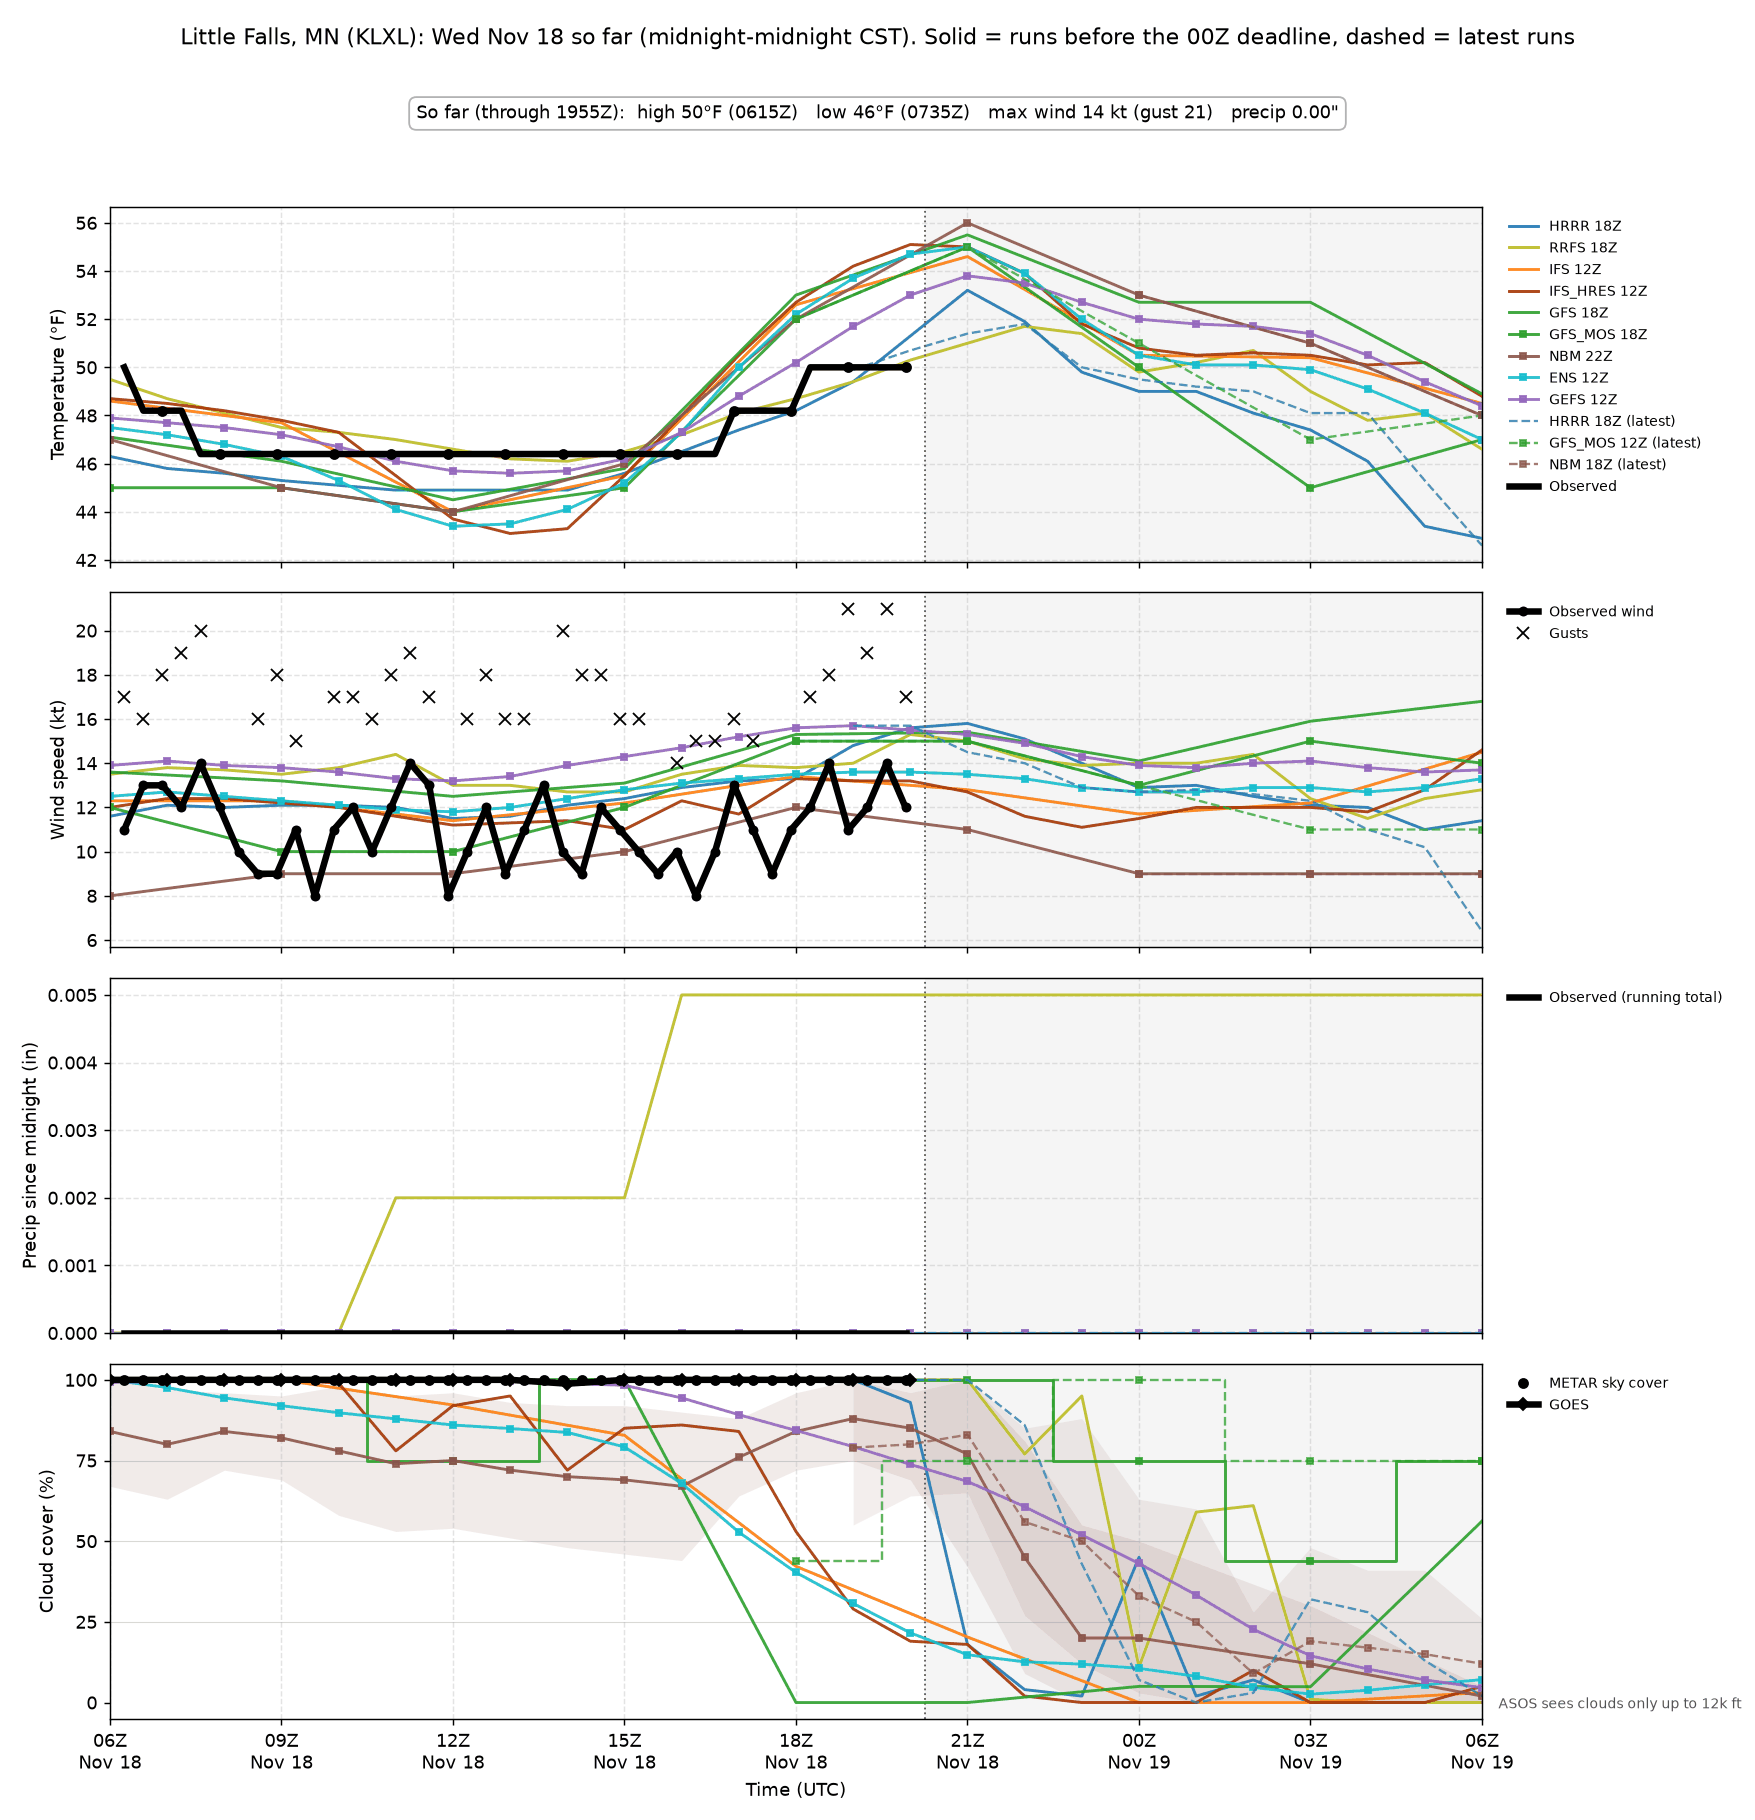 Little Falls, MN (KLXL): Wed Nov 18 so far (midnight-midnight CST). Solid = runs before the 00Z deadline, dashed = latest runs
So far (through 1955Z):  high 50°F (0615Z)   low 46°F (0735Z)   max wind 14 kt (gust 21)   precip 0.00"
Temperature (°F)
56
54
52
50
48
46
44
42
HRRR 18Z
RRFS 18Z
IFS 12Z
IFS_HRES 12Z
GFS 18Z
GFS_MOS 18Z
NBM 22Z
ENS 12Z
GEFS 12Z
HRRR 18Z (latest)
GFS_MOS 12Z (latest)
NBM 18Z (latest)
Observed
Wind speed (kt)
20
18
16
14
12
10
8
6
Observed wind
Gusts
Precip since midnight (in)
0.005
0.004
0.003
0.002
0.001
0.000
Observed (running total)
Cloud cover (%)
100
75
50
25
0
METAR sky cover
GOES
ASOS sees clouds only up to 12k ft
06Z
Nov 18
09Z
Nov 18
12Z
Nov 18
15Z
Nov 18
18Z
Nov 18
21Z
Nov 18
00Z
Nov 19
03Z
Nov 19
06Z
Nov 19
Time (UTC)